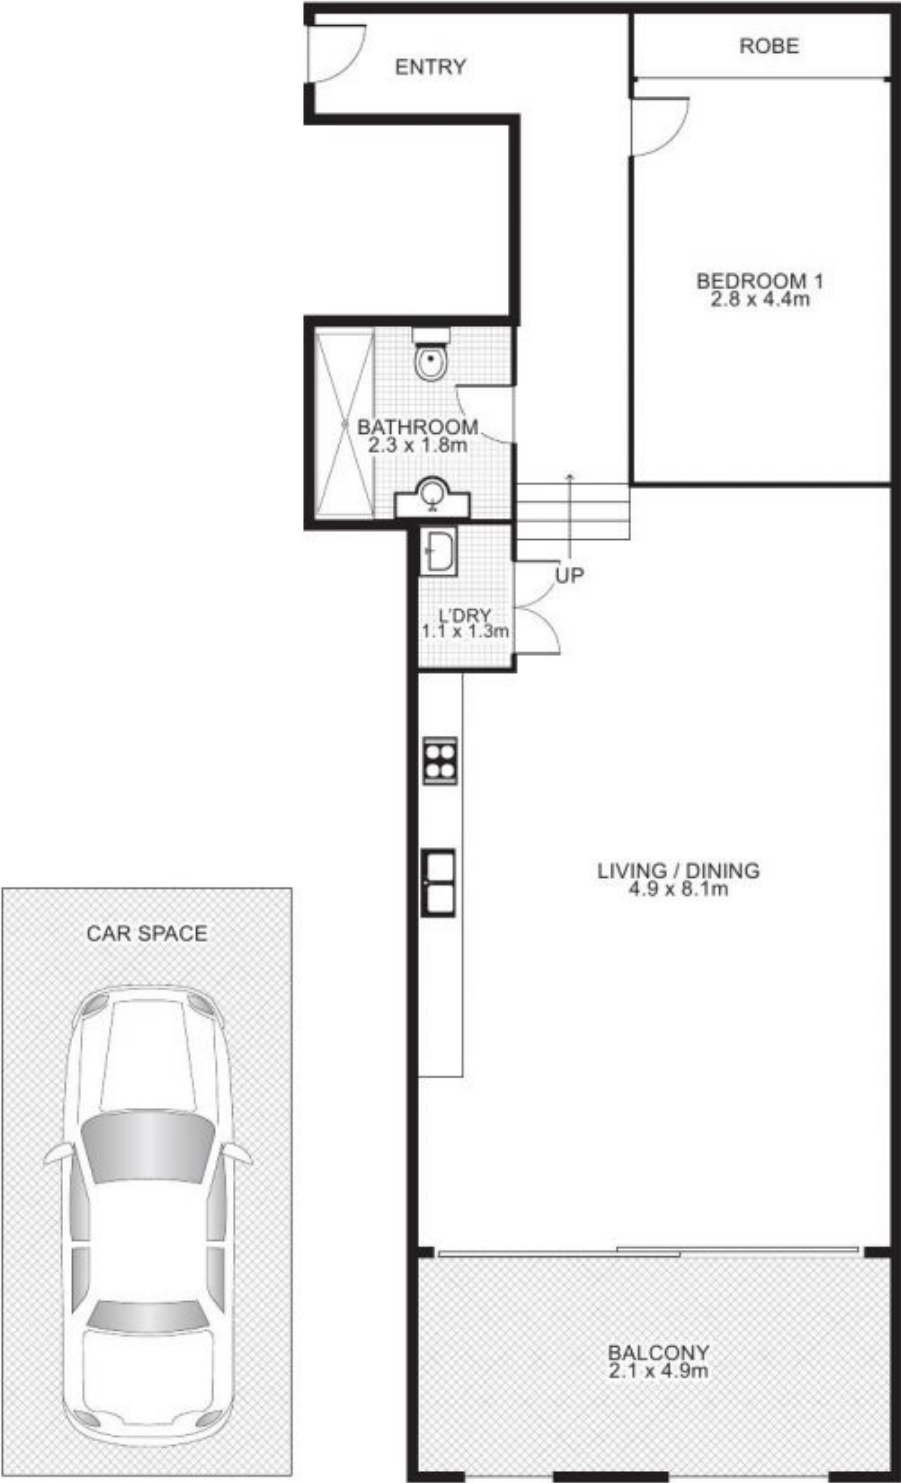 ENTRY
ROBE
BEDROOM 1
2.8 x 4.4m
BATHROOM
2.3 x 1.8m
UP
L'DRY
1.1 x 1.3m
LIVING / DINING
4.9 x 8.1m
CAR SPACE
BALCONY
2.1 x 4.9m